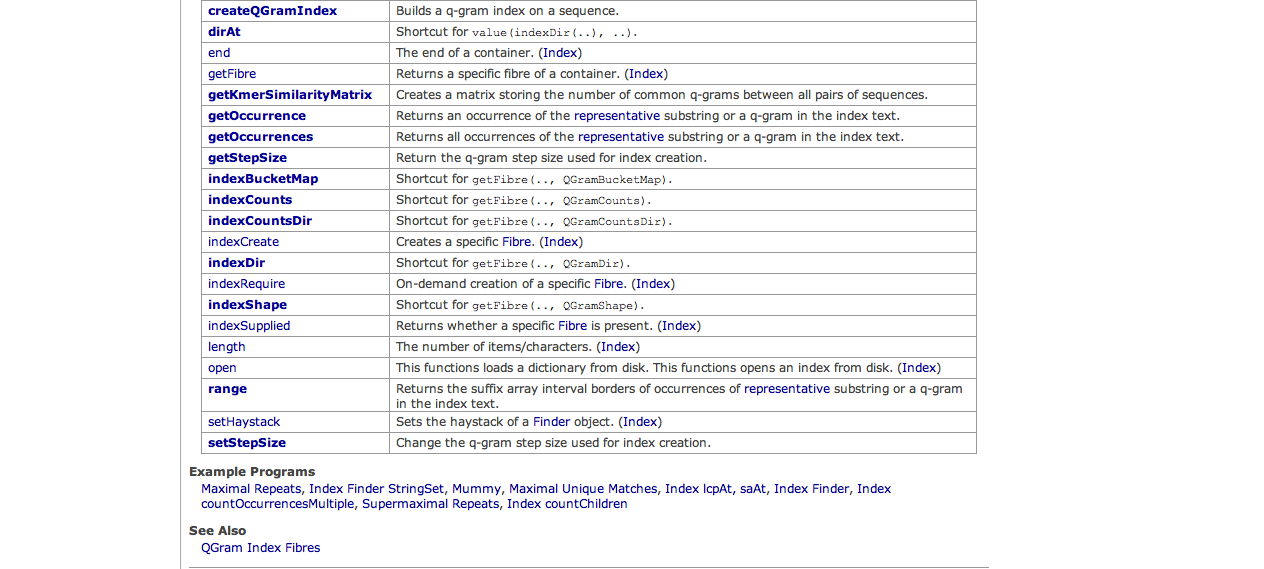 createQGramIndex Builds a q-gram index on a sequence.
dirAt Shortcut for value(indexDir(..), ..).
end The end of a container. (Index)
getFibre Returns a specific fibre of a container. (Index)
getKmerSimilarityMatrix Creates a matrix storing the number of common q-grams between all pairs of sequences.
getOccurrence Returns an occurrence of the representative substring or a q-gram in the index text.
getOccurrences Returns all occurrences of the representative substring or a q-gram in the index text.
getStepSize Return the q-gram step size used for index creation.
indexBucketMap Shortcut for getFibre(.., QGramBucketMap).
indexCounts Shortcut for getFibre(.., QGramCounts).
indexCountsDir Shortcut for getFibre(.., QGramCountsDir).
indexCreate Creates a specific Fibre. (Index)
indexDir Shortcut for getFibre(.., QGramDir).
indexRequire On-demand creation of a specific Fibre. (Index)
indexShape Shortcut for getFibre(.., QGramShape).
indexSupplied Returns whether a specific Fibre is present. (Index)
length The number of items/characters. (Index)
open This functions loads a dictionary from disk. This functions opens an index from disk. (Index)
range Returns the suffix array interval borders of occurrences of representative substring or a q-gram
in the index text.
setHaystack Sets the haystack of a Finder object. (Index)
setStepSize Change the q-gram step size used for index creation.
Example Programs
Maximal Repeats, Index Finder StringSet, Mummy, Maximal Unique Matches, Index lcpAt, saAt, Index Finder, Index
countOccurrencesMultiple, Supermaximal Repeats, Index countChildren
See Also
QGram Index Fibres